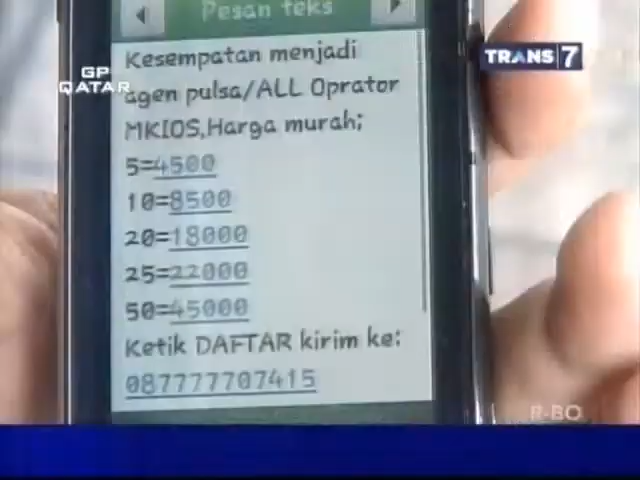 Pesan teks
Kesempatan menjadi
agen pulsa/ALL Oprator
MKIOS,Harga murah;
5=4500
10=8500
20=18000
25=22000
50=45000
Ketik DAFTAR kirim ke:
087777707415
GP
QATAR
TRANS 7
R-BO